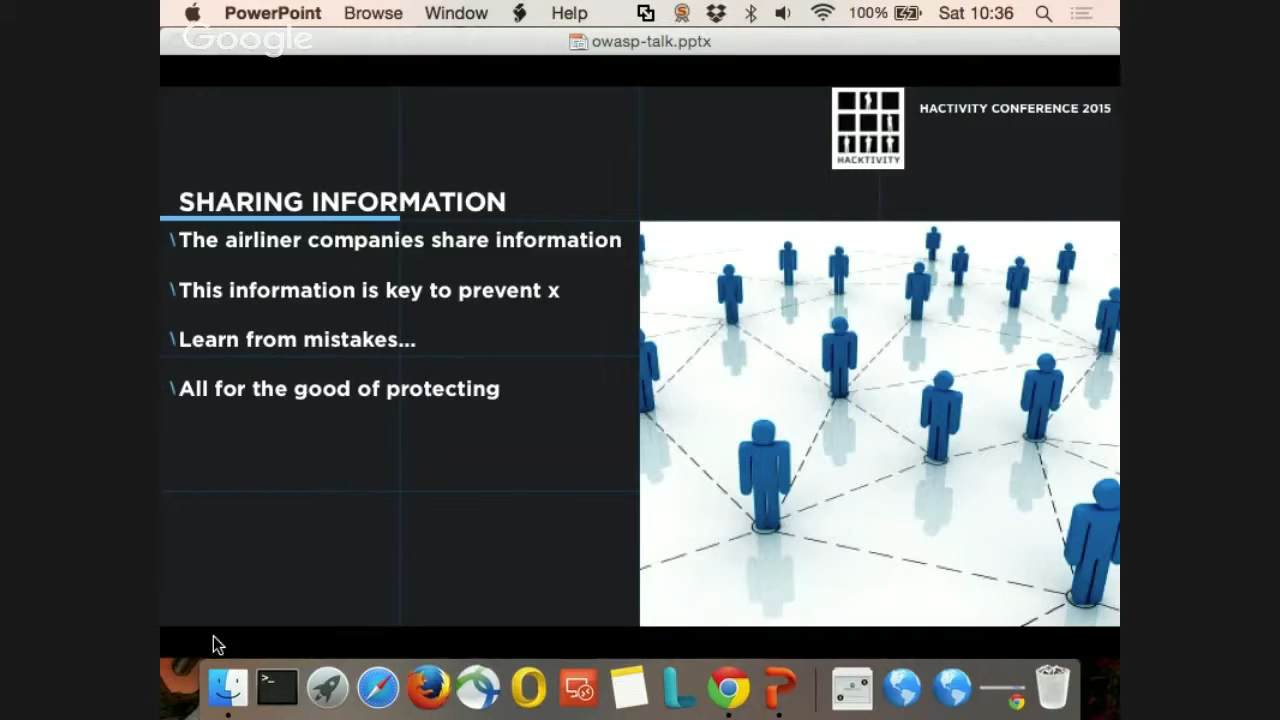 PowerPoint Browse Window Help 100% Sat 10:36
Google
owasp-talk.pptx
HACKTIVITY
HACTIVITY CONFERENCE 2015
SHARING INFORMATION
\The airliner companies share information
\This information is key to prevent x
\Learn from mistakes...
\All for the good of protecting